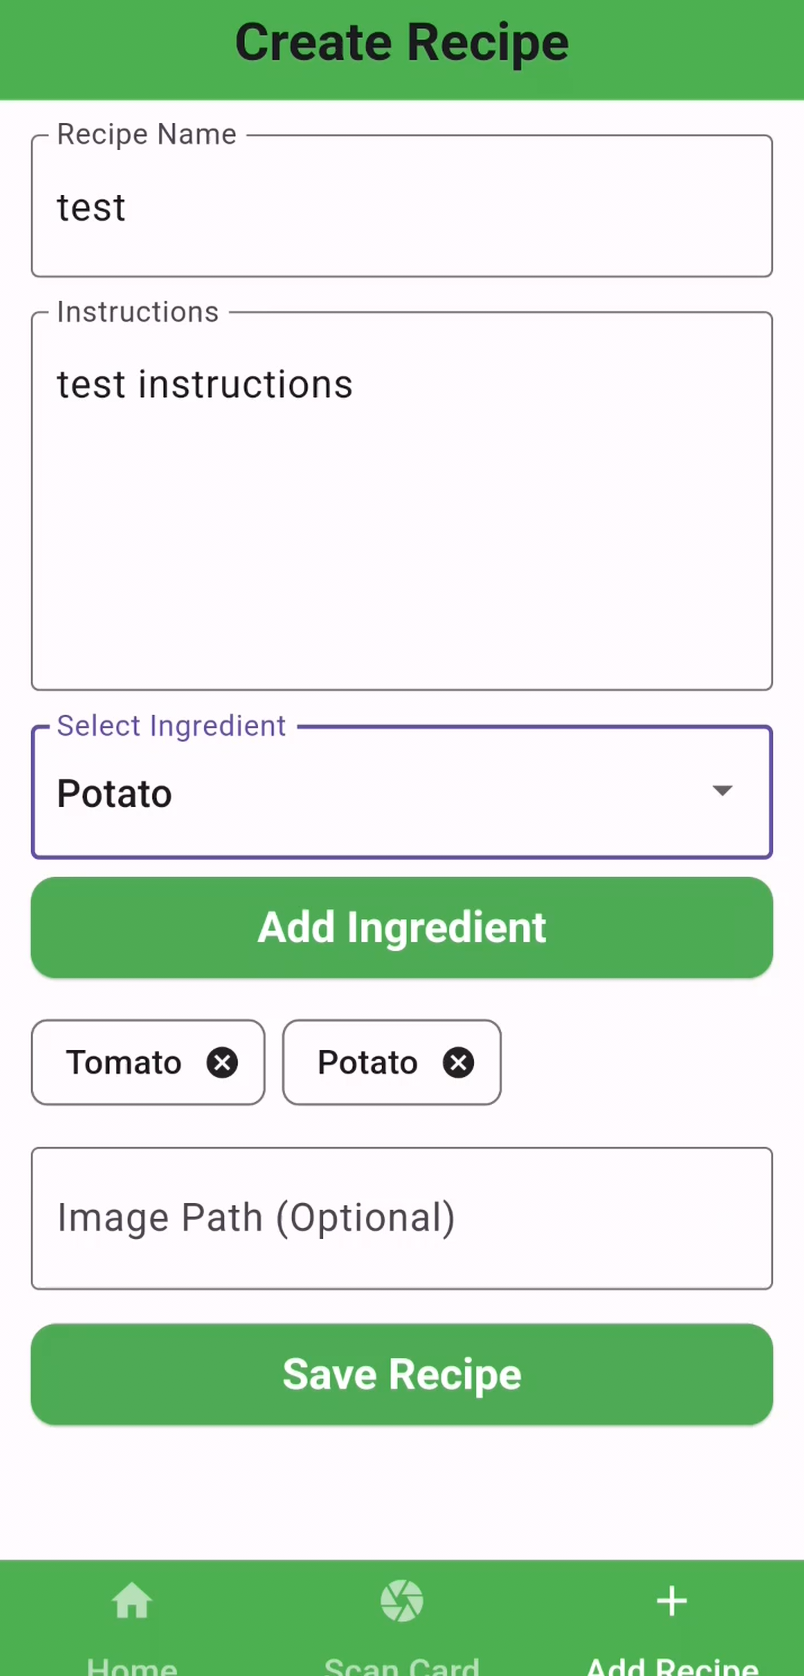 Create Recipe
Recipe Name
test
Instructions
test instructions
Select Ingredient
Potato
Add Ingredient
Tomato Potato
Image Path (Optional)
Save Recipe
Home Scan Card Add Recipe